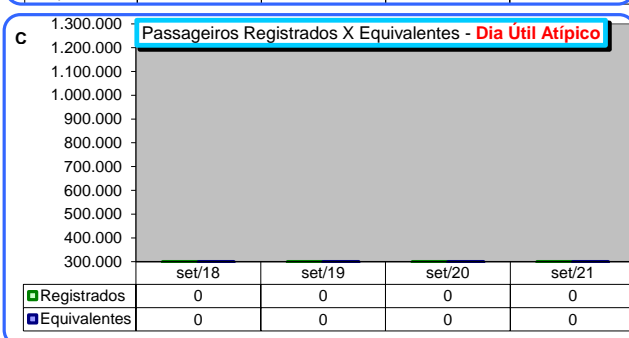 C
Passageiros Registrados X Equivalentes - Dia Útil Atípico
1.300.000
1.200.000
1.100.000
1.000.000
900.000
800.000
700.000
600.000
500.000
400.000
300.000
set/18 set/19 set/20 set/21
Registrados 0 0 0 0
Equivalentes 0 0 0 0